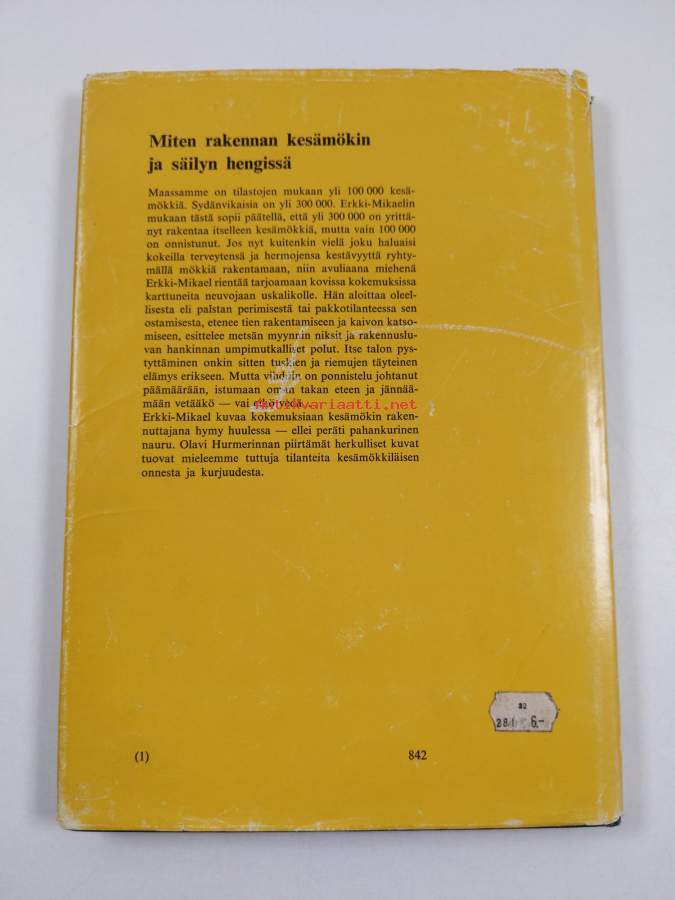 Miten rakennan kesämökin
ja säilyn hengissä
Maassamme on tilastojen mukaan yli 100 000 kesä-
mökkiä. Sydänvikaisia on yli 300 000. Erkki-Mikaelin
mukaan tästä sopii päätellä, että yli 300 000 on yrittä-
nyt rakentaa itselleen kesämökkiä, mutta vain 100 000
on onnistunut. Jos nyt kuitenkin vielä joku haluaisi
kokeilla terveytensä ja hermojensa kestävyyttä ryhty-
mällä mökkiä rakentamaan, niin avuliaana miehenä
Erkki-Mikael rientää tarjoamaan kovissa kokemuksissa
karttuneita neuvojaan uskalikolle. Hän aloittaa oleel-
lisesta eli palstan perimisestä tai pakkotilanteessa sen
ostamisesta, etenee tien rakentamiseen ja kaivon katso-
miseen, esittelee metsän myynnin niksit ja rakennuslu-
van hankinnan umpimutkalliset polut. Itse talon pys-
tyttäminen onkin sitten tuskien ja riemujen täyteinen
elämys erikseen. Mutta vihdoin on ponnistelu johtanut
päämäärään, istumaan oman takan eteen ja jännää-
mään vetääkö — vai eikö vedä.
antikvariaatti.net
Erkki-Mikael kuvaa kokemuksiaan kesämökin raken-
nuttajana hymy huulessa — ellei peräti pahankurinen
nauru. Olavi Hurmerinnan piirtämät herkulliset kuvat
tuovat mieleemme tuttuja tilanteita kesämökkiläisen
onnesta ja kurjuudesta.
6.-
(1) 842